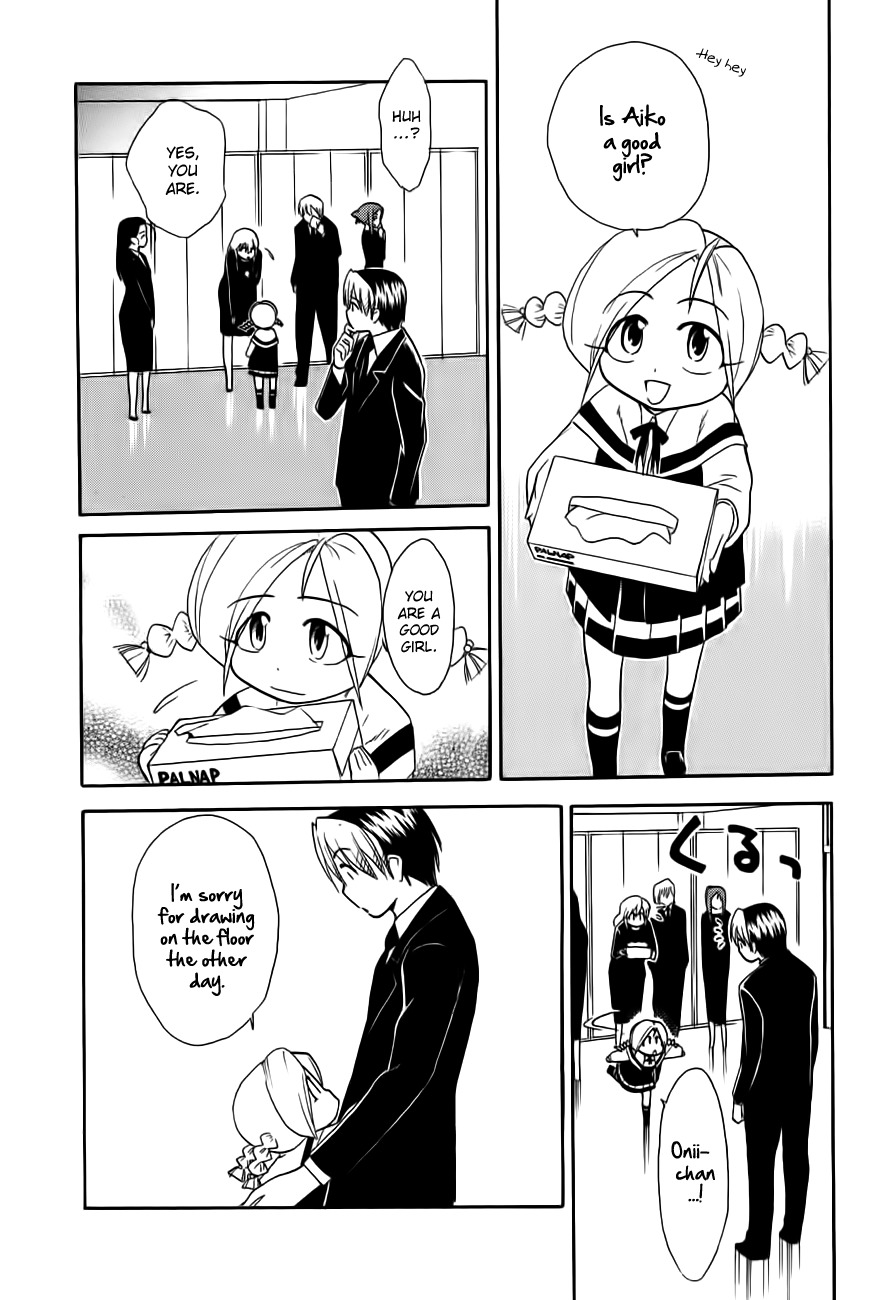 Hey hey
Is Aiko
a good
girl?
PALNAP
HUH
...?
YES,
YOU
ARE.
YOU
ARE A
GOOD
GIRL.
PALNAP
くるっ
Onii-
chan
...!
I'm sorry
for drawing
on the floor
the other
day.